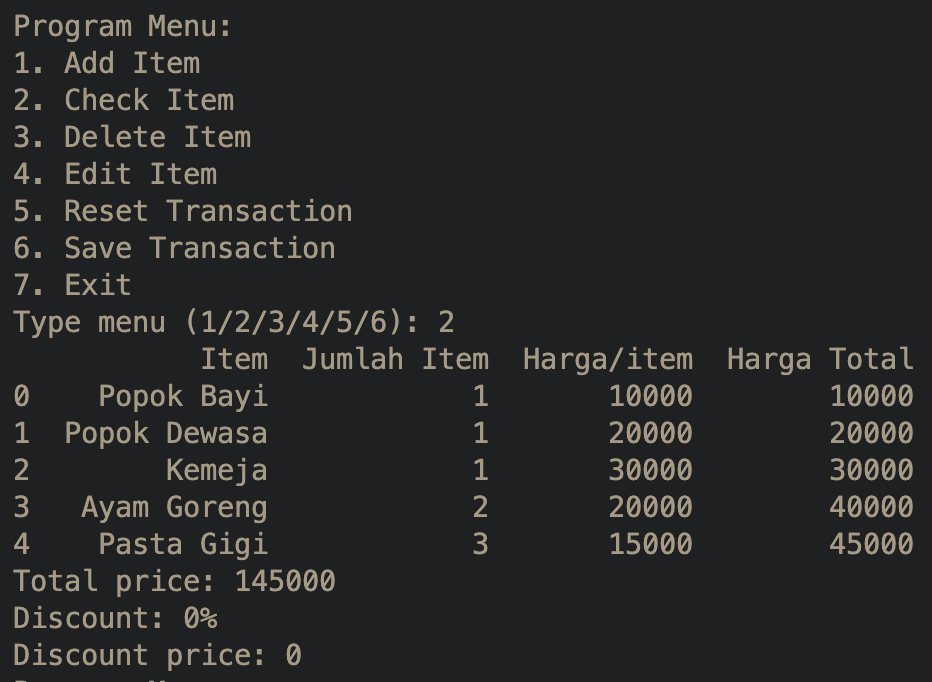 Program Menu:
1. Add Item
2. Check Item
3. Delete Item
4. Edit Item
5. Reset Transaction
6. Save Transaction
7. Exit
Type menu (1/2/3/4/5/6): 2
Item Jumlah Item Harga/item Harga Total
0 Popok Bayi 1 10000 10000
1 Popok Dewasa 1 20000 20000
2 Kemeja 1 30000 30000
3 Ayam Goreng 2 20000 40000
4 Pasta Gigi 3 15000 45000
Total price: 145000
Discount: 0%
Discount price: 0